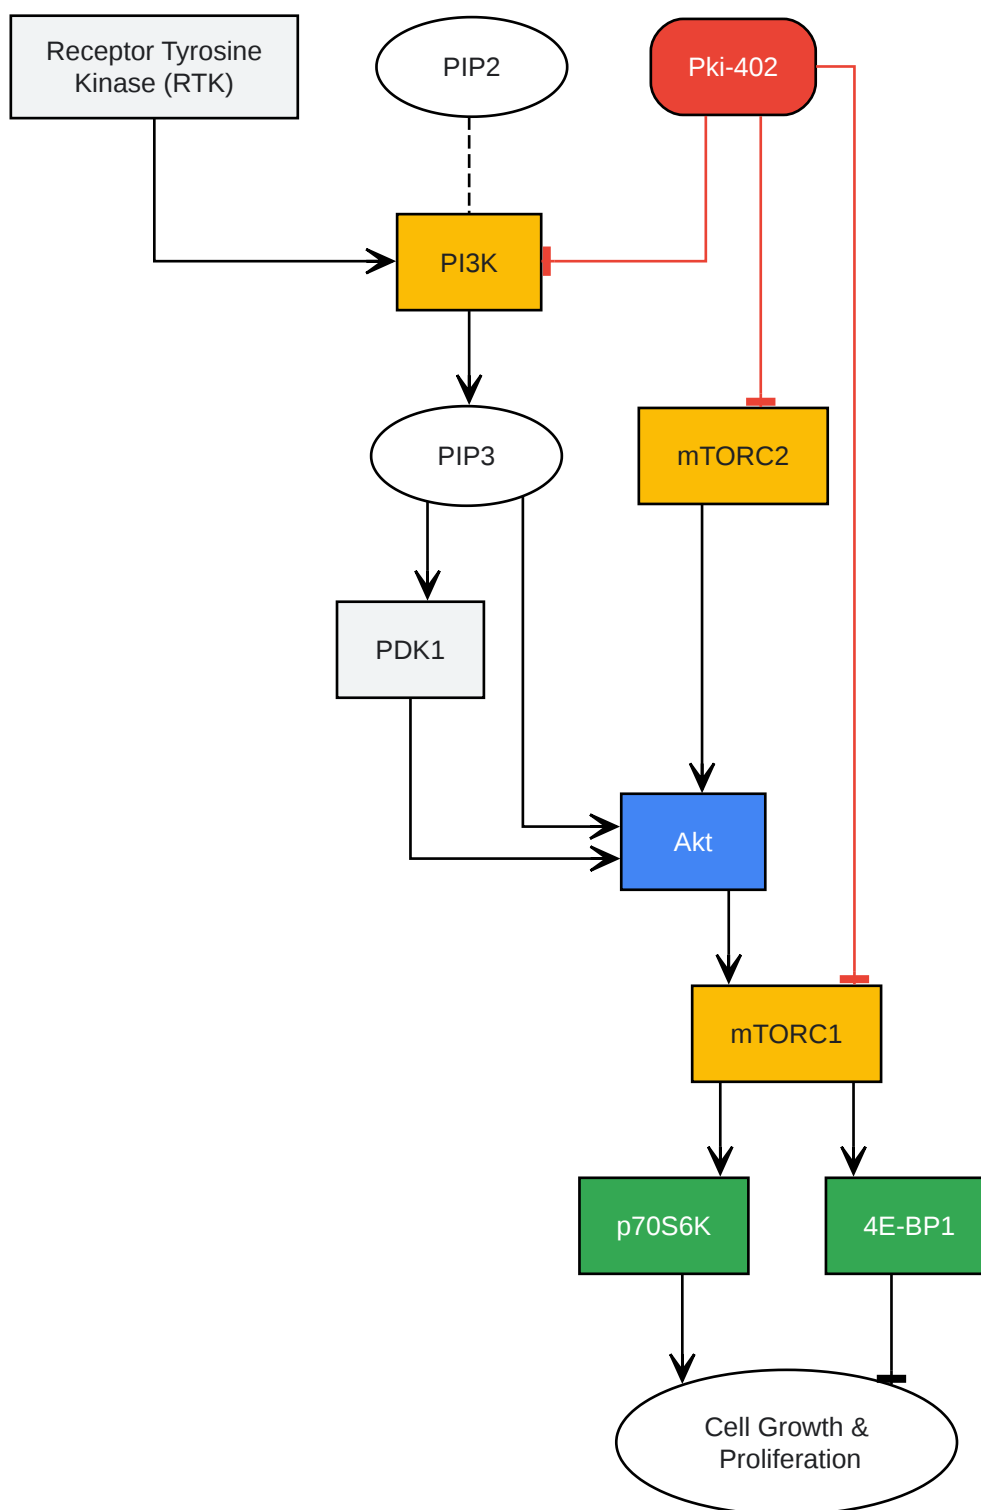 Receptor Tyrosine
Kinase (RTK)
PIP2
Pki-402
PI3K
PIP3
mTORC2
PDK1
Akt
mTORC1
p70S6K
4E-BP1
Cell Growth &
Proliferation